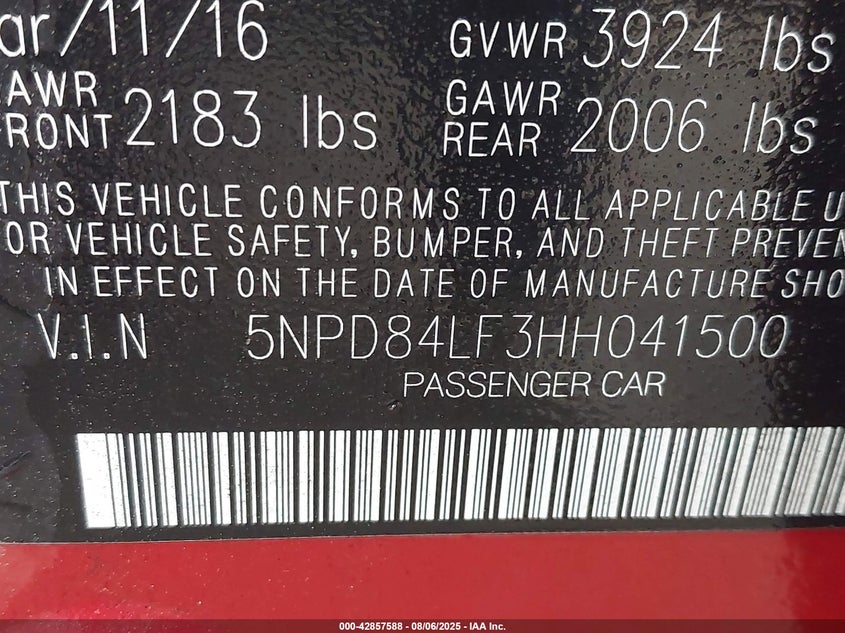 ar/11/16 GVWR 3924 lbs
AWR FRONT 2183 lbs GAWR REAR 2006 lbs
THIS VEHICLE CONFORMS TO ALL APPLICABLE U
OR VEHICLE SAFETY, BUMPER, AND THEFT PREVEN
IN EFFECT ON THE DATE OF MANUFACTURE SHO
V.I.N 5NPD84LF3HH041500
PASSENGER CAR
000-42857588 - 08/06/2025 - IAA Inc.